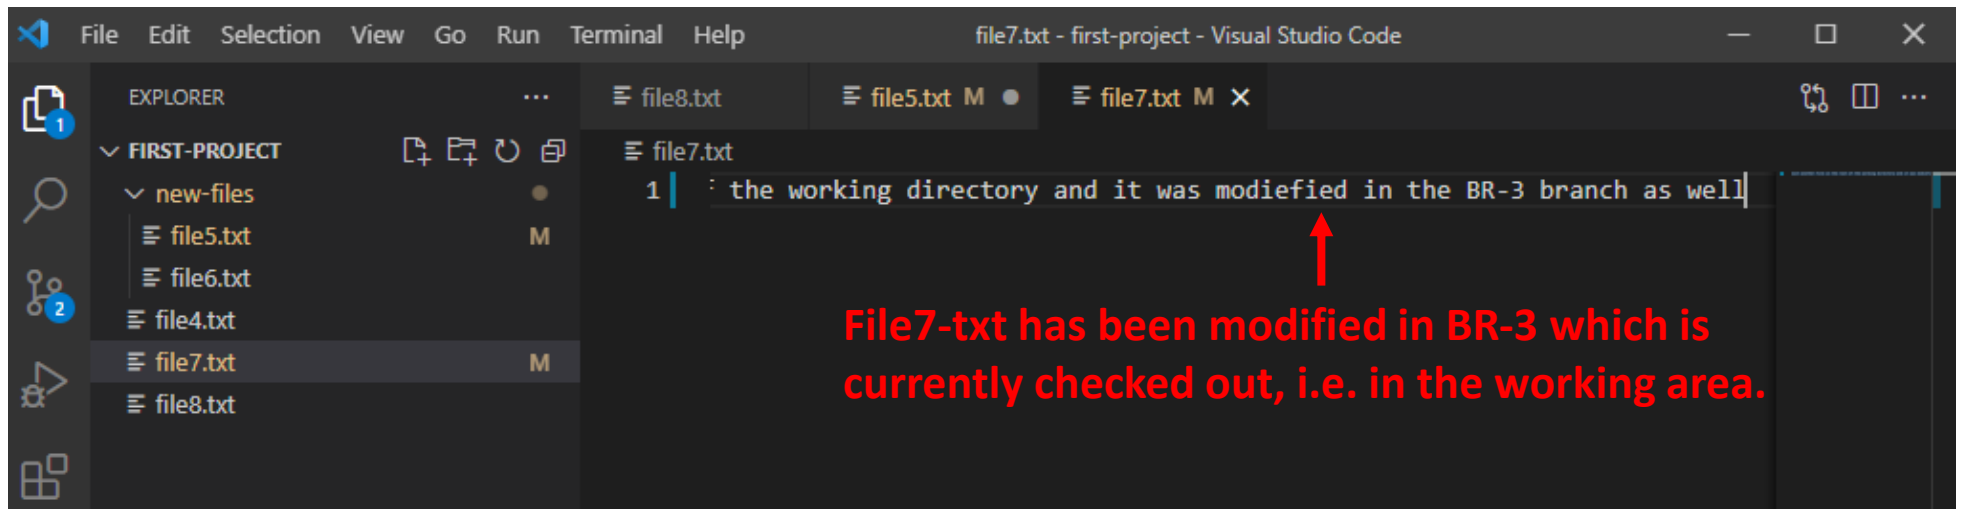 File Edit Selection View Go Run Terminal Help file7.txt - first-project - Visual Studio Code
EXPLORER
file8.txt file5.txt M file7.txt M
1
FIRST-PROJECT
file7.txt
new-files
1 the working directory and it was modiefied in the BR-3 branch as well
file5.txt M
file6.txt
2
file4.txt
file7.txt M
file8.txt
File7-txt has been modified in BR-3 which is
currently checked out, i.e. in the working area.